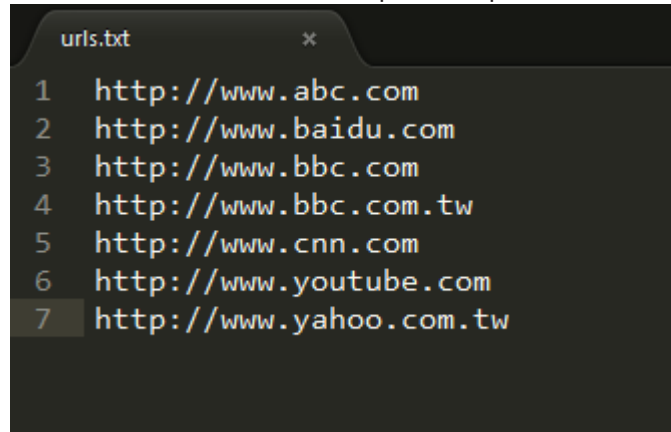 urls.txt ×
1 http://www.abc.com
2 http://www.baidu.com
3 http://www.bbc.com
4 http://www.bbc.com.tw
5 http://www.cnn.com
6 http://www.youtube.com
7 http://www.yahoo.com.tw